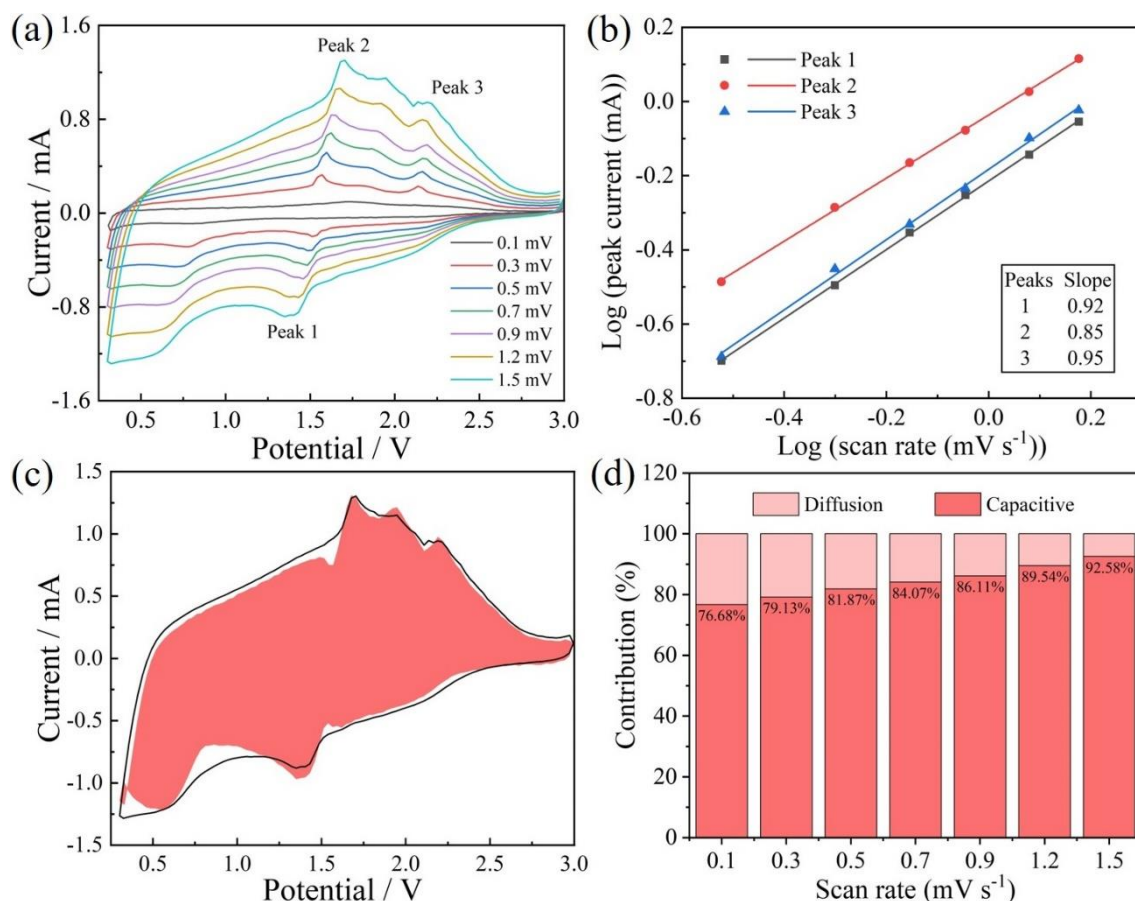 (a)
Peak 2
Peak 3
Peak 1
0.1 mV
0.3 mV
0.5 mV
0.7 mV
0.9 mV
1.2 mV
1.5 mV
1.6
0.8
0.0
-0.8
-1.6
Current / mA
0.5 1.0 1.5 2.0 2.5 3.0
Potential / V
(b)
Peak 1
Peak 2
Peak 3
Peaks Slope
1 0.92
2 0.85
3 0.95
0.2
0.0
-0.2
-0.4
-0.6
-0.8
Log (peak current (mA))
-0.6 -0.4 -0.2 0.0 0.2
Log (scan rate (mV s⁻¹))
(c)
1.5
1.0
0.5
0.0
-0.5
-1.0
-1.5
Current / mA
0.5 1.0 1.5 2.0 2.5 3.0
Potential / V
(d)
Diffusion Capacitive
76.68% 79.13% 81.87% 84.07% 86.11% 89.54% 92.58%
120
100
80
60
40
20
0
Contribution (%)
0.1 0.3 0.5 0.7 0.9 1.2 1.5
Scan rate (mV s⁻¹)